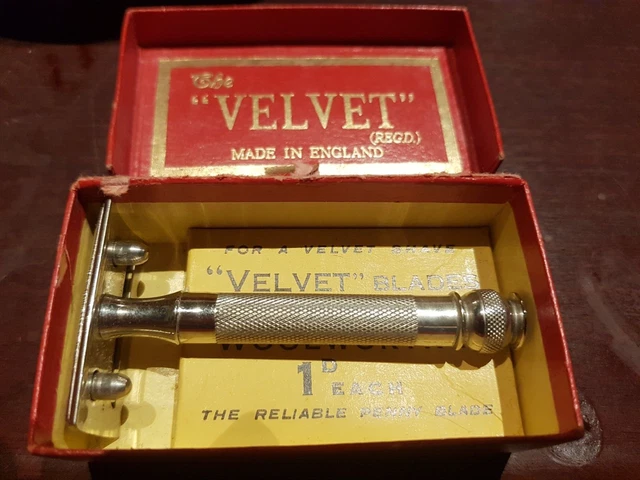 The
"VELVET"
(REGD.)
MADE IN ENGLAND
FOR A VELVET SHAVE
"VELVET" BLADES
1D
EACH
THE RELIABLE PENNY BLADE